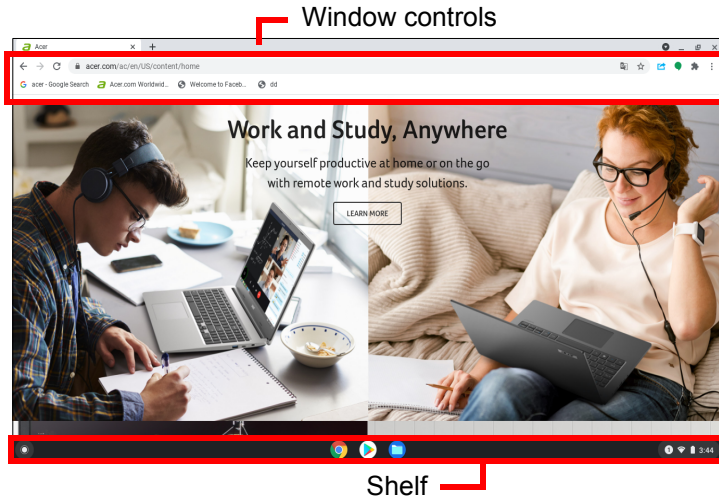 Window controls
Acer
acer.com/ac/en/US/content/home
acer - Google Search Acer.com Worldwid... Welcome to Faceb... dd
Work and Study, Anywhere
Keep yourself productive at home or on the go
with remote work and study solutions.
LEARN MORE
1 3:44
Shelf